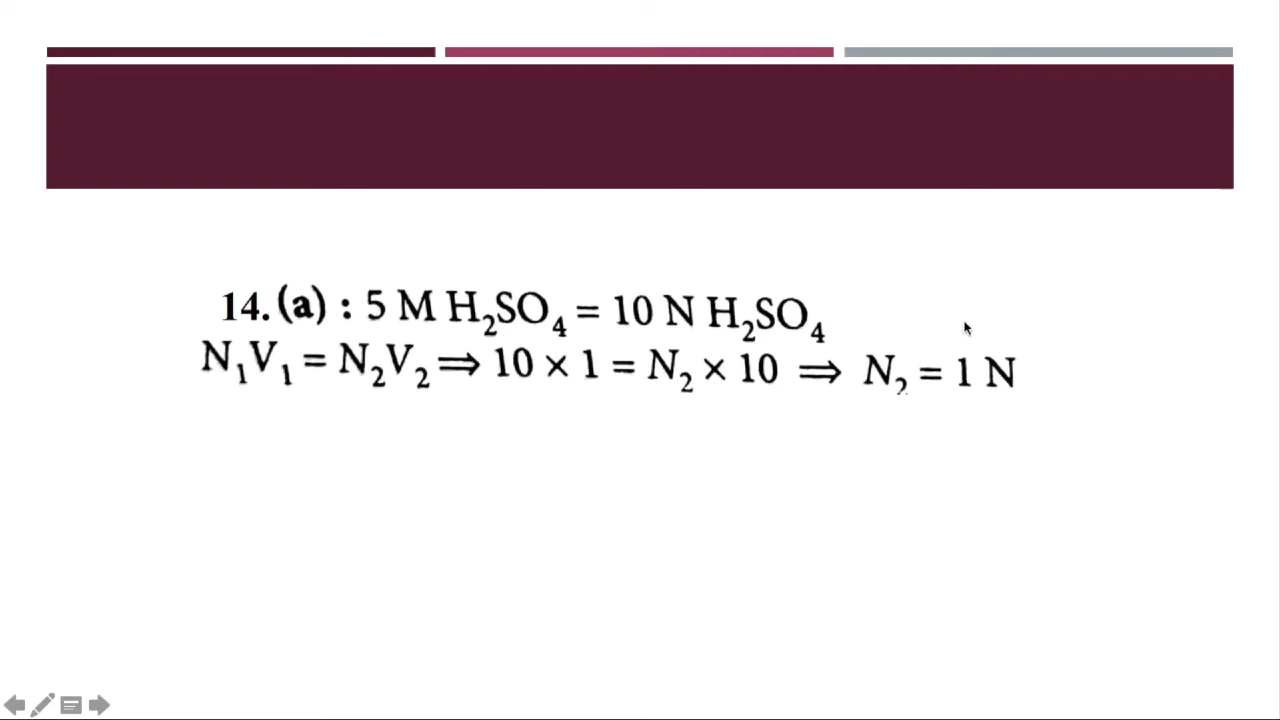 14. (a) : 5 M H₂SO₄ = 10 N H₂SO₄
N₁V₁ = N₂V₂ ⟹ 10 × 1 = N₂ × 10 ⟹ N₂ = 1 N